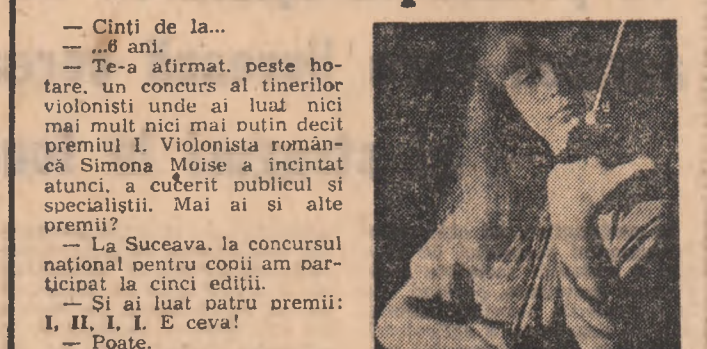 — Cinți de la...
— ...6 ani.
— Te-a afirmat. peste ho-
tare. un concurs al tinerilor
violoniști unde ai luat nici
mai mult nici mai puțin decît
premiul I. Violonista român-
că Simona Moise a încîntat
atunci, a cucerit publicul și
specialiștii. Mai ai și alte
premii?
— La Suceava, la concursul
național pentru copii am par-
ticipat la cinci ediții.
— Și ai luat patru premii:
I, II, I, I. E ceva!
— Poate.